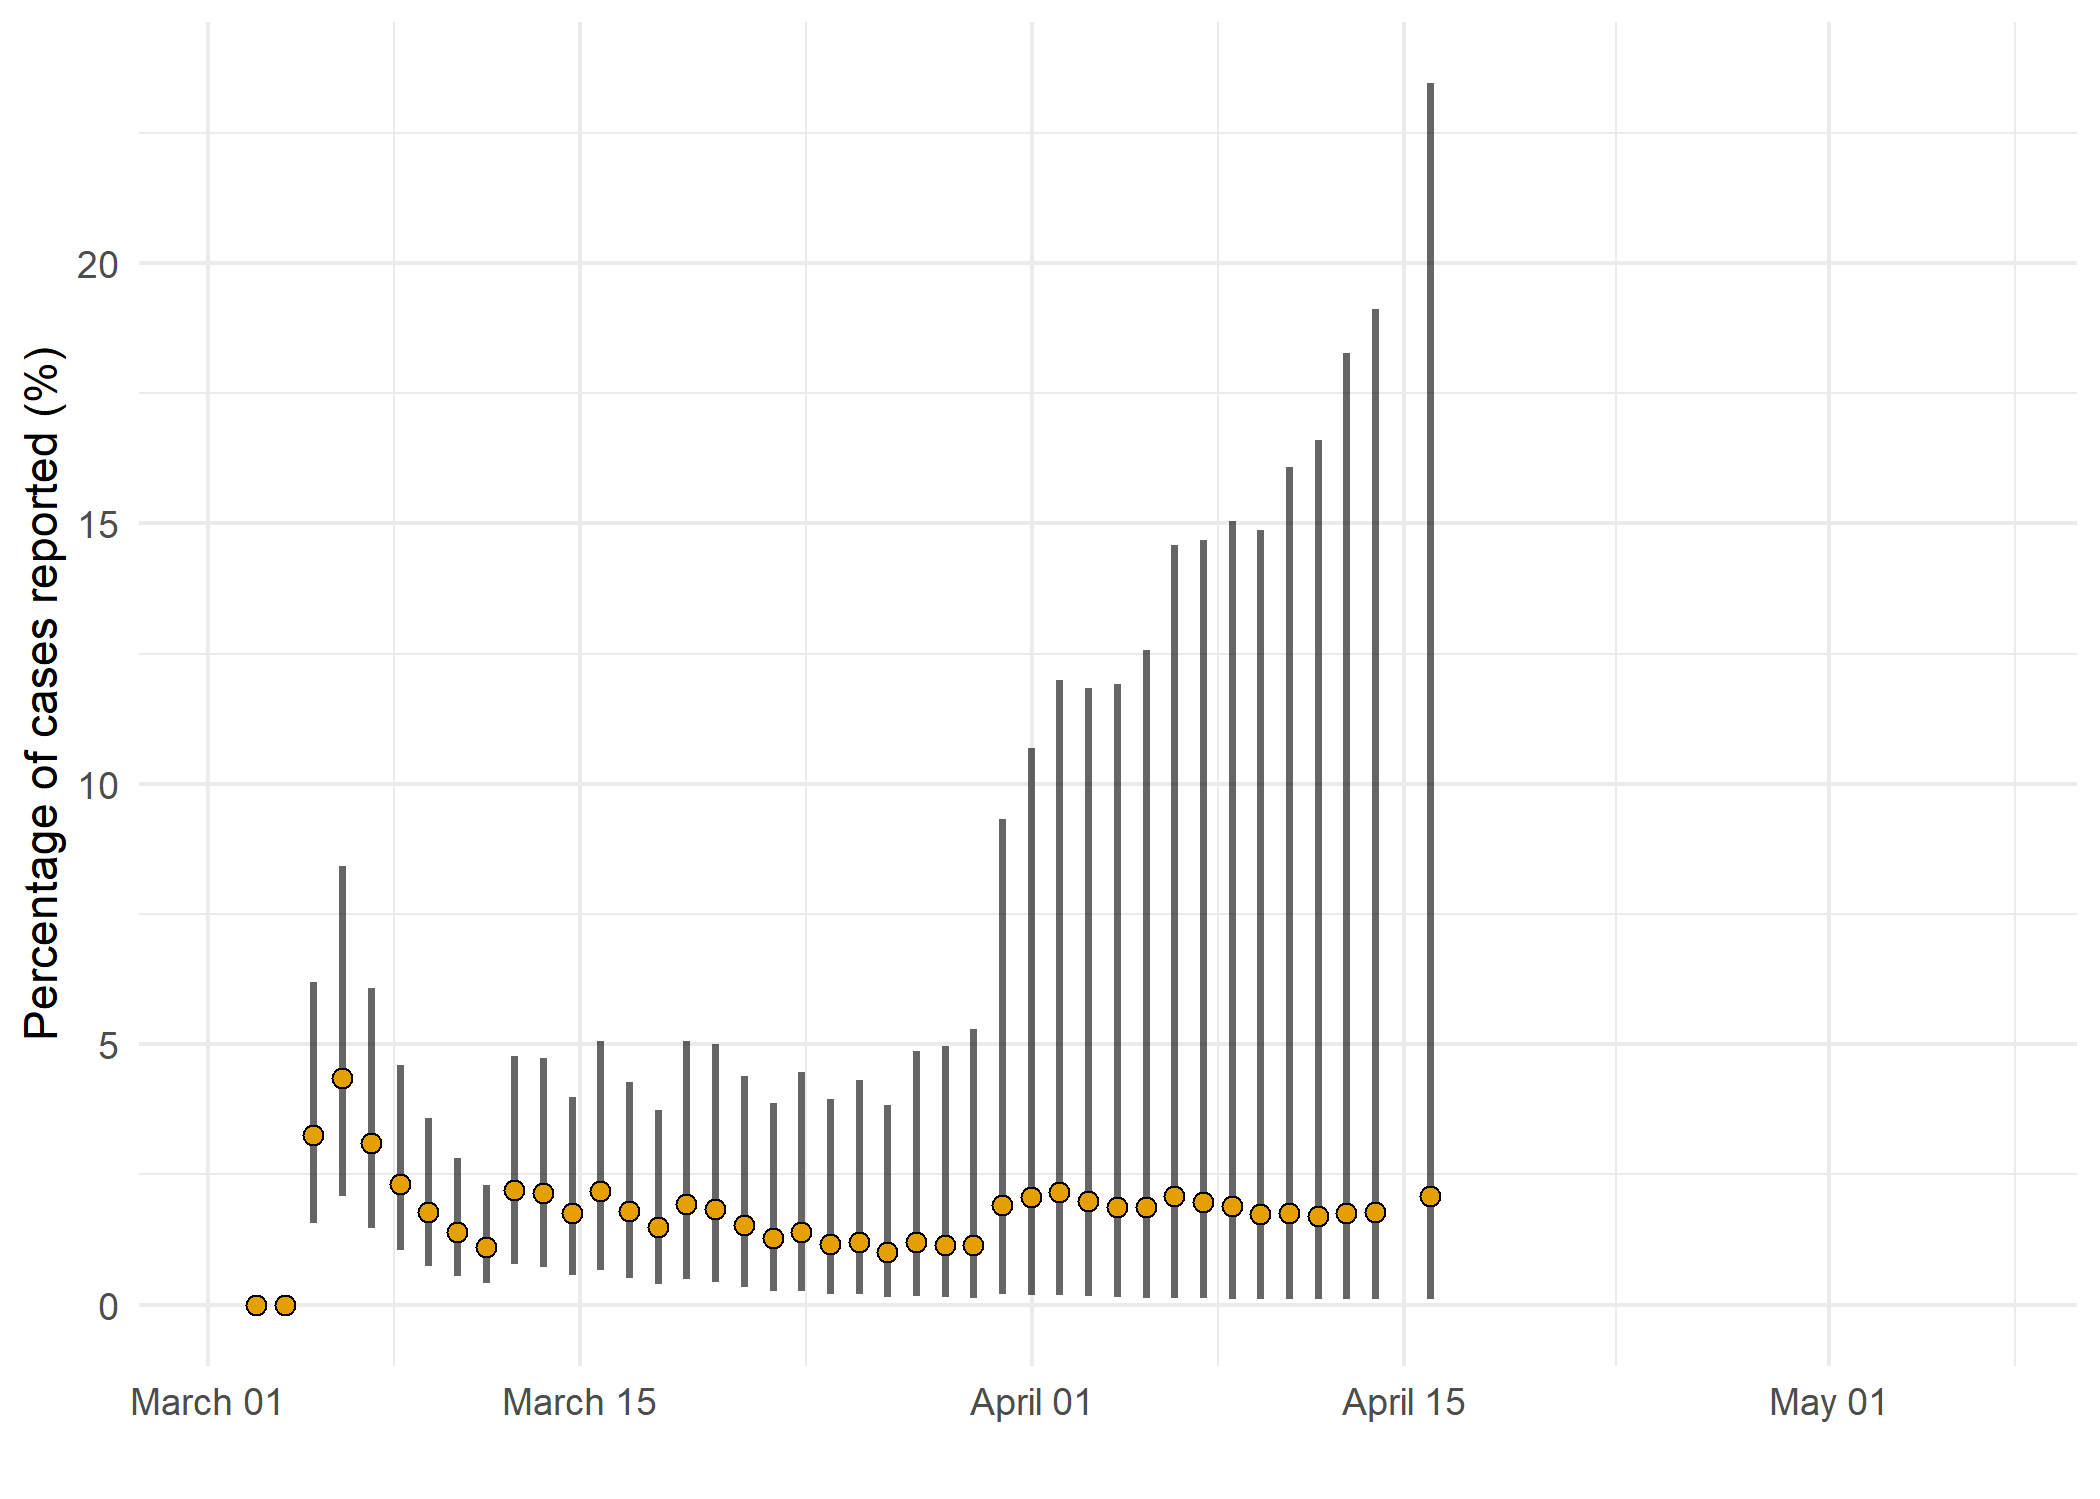 Percentage of cases reported (%)
20
15
10
5
0
March 01
March 15
April 01
April 15
May 01